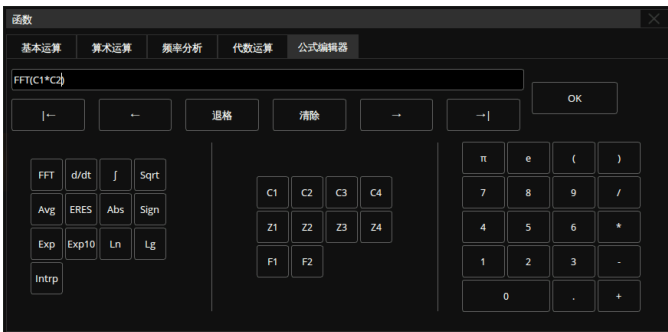 函数
基本运算 算术运算 频率分析 代数运算 公式编辑器
FFT(C1*C2)
OK
|← ← 退格 清除 → →|
π e ( )
FFT d/dt ∫ Sqrt
C1 C2 C3 C4
7 8 9 /
Avg ERES Abs Sign
Z1 Z2 Z3 Z4
4 5 6 *
Exp Exp10 Ln Lg
F1 F2
1 2 3 -
Intrp
0 . +